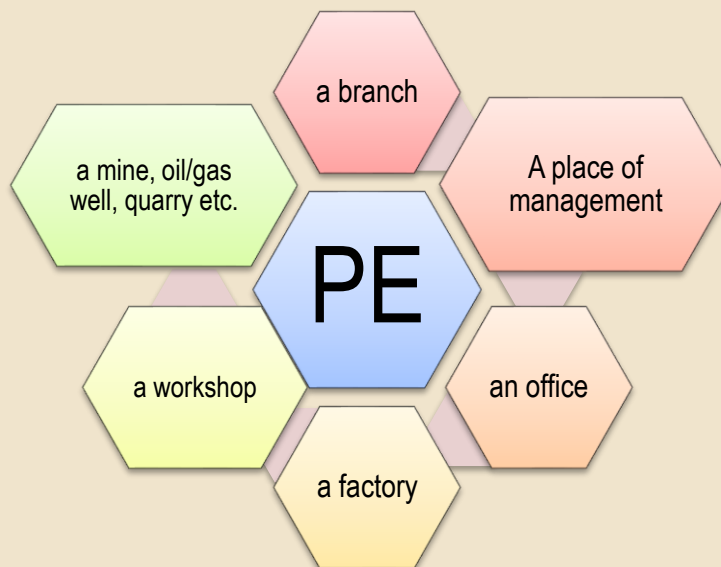 a branch
A place of
management
an office
a factory
a workshop
a mine, oil/gas
well, quarry etc.
PE